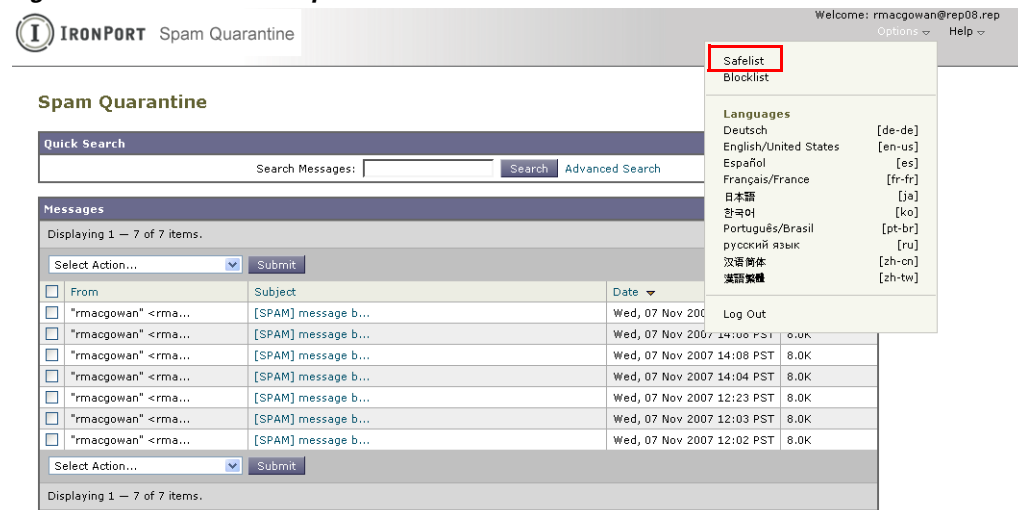 Welcome: rmacgowan@rep08.rep
IRONPORT Spam Quarantine
Options Help
Safelist
Blocklist
Languages
Deutsch [de-de]
English/United States [en-us]
Español [es]
Français/France [fr-fr]
日本語 [ja]
한국어 [ko]
Português/Brasil [pt-br]
русский язык [ru]
汉语简体 [zh-cn]
漢語繁體 [zh-tw]
Log Out
Spam Quarantine
Quick Search
Search Messages: Search Advanced Search
Messages
Displaying 1 — 7 of 7 items.
Select Action... Submit
From Subject Date
"rmacgowan" <rma... [SPAM] message b... Wed, 07 Nov 200
"rmacgowan" <rma... [SPAM] message b... Wed, 07 Nov 2007 14:08 PST 8.0K
"rmacgowan" <rma... [SPAM] message b... Wed, 07 Nov 2007 14:08 PST 8.0K
"rmacgowan" <rma... [SPAM] message b... Wed, 07 Nov 2007 14:04 PST 8.0K
"rmacgowan" <rma... [SPAM] message b... Wed, 07 Nov 2007 12:23 PST 8.0K
"rmacgowan" <rma... [SPAM] message b... Wed, 07 Nov 2007 12:03 PST 8.0K
"rmacgowan" <rma... [SPAM] message b... Wed, 07 Nov 2007 12:02 PST 8.0K
Select Action... Submit
Displaying 1 — 7 of 7 items.